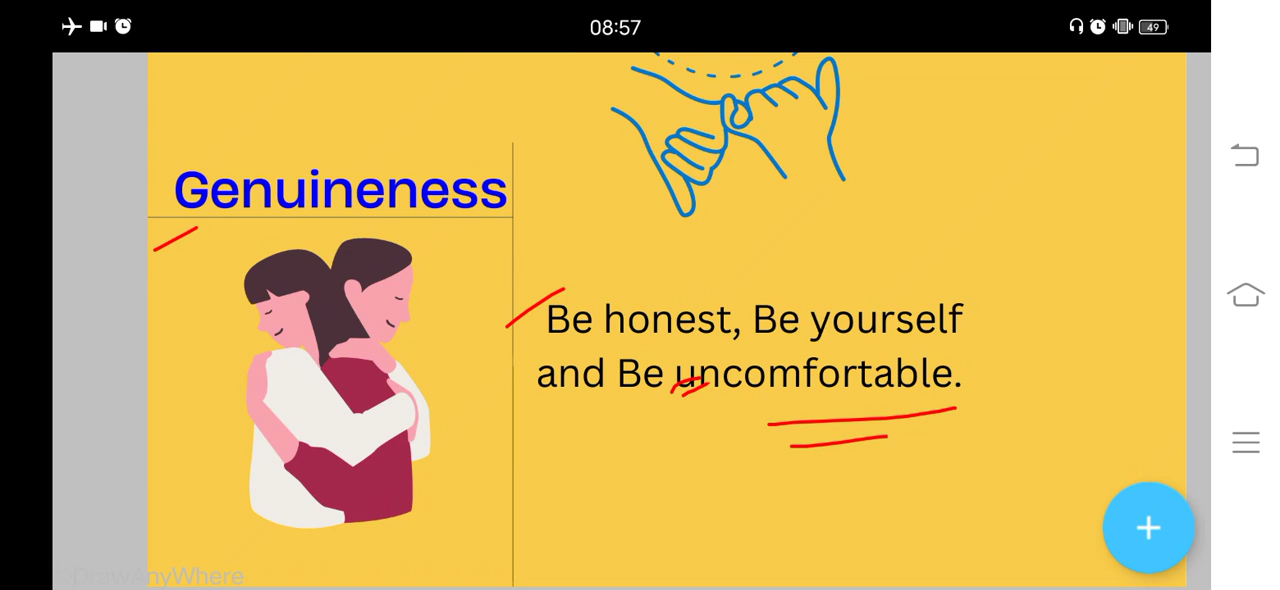 08:57
49
Genuineness
Be honest, Be yourself
and Be uncomfortable.
©DrawAnyWhere